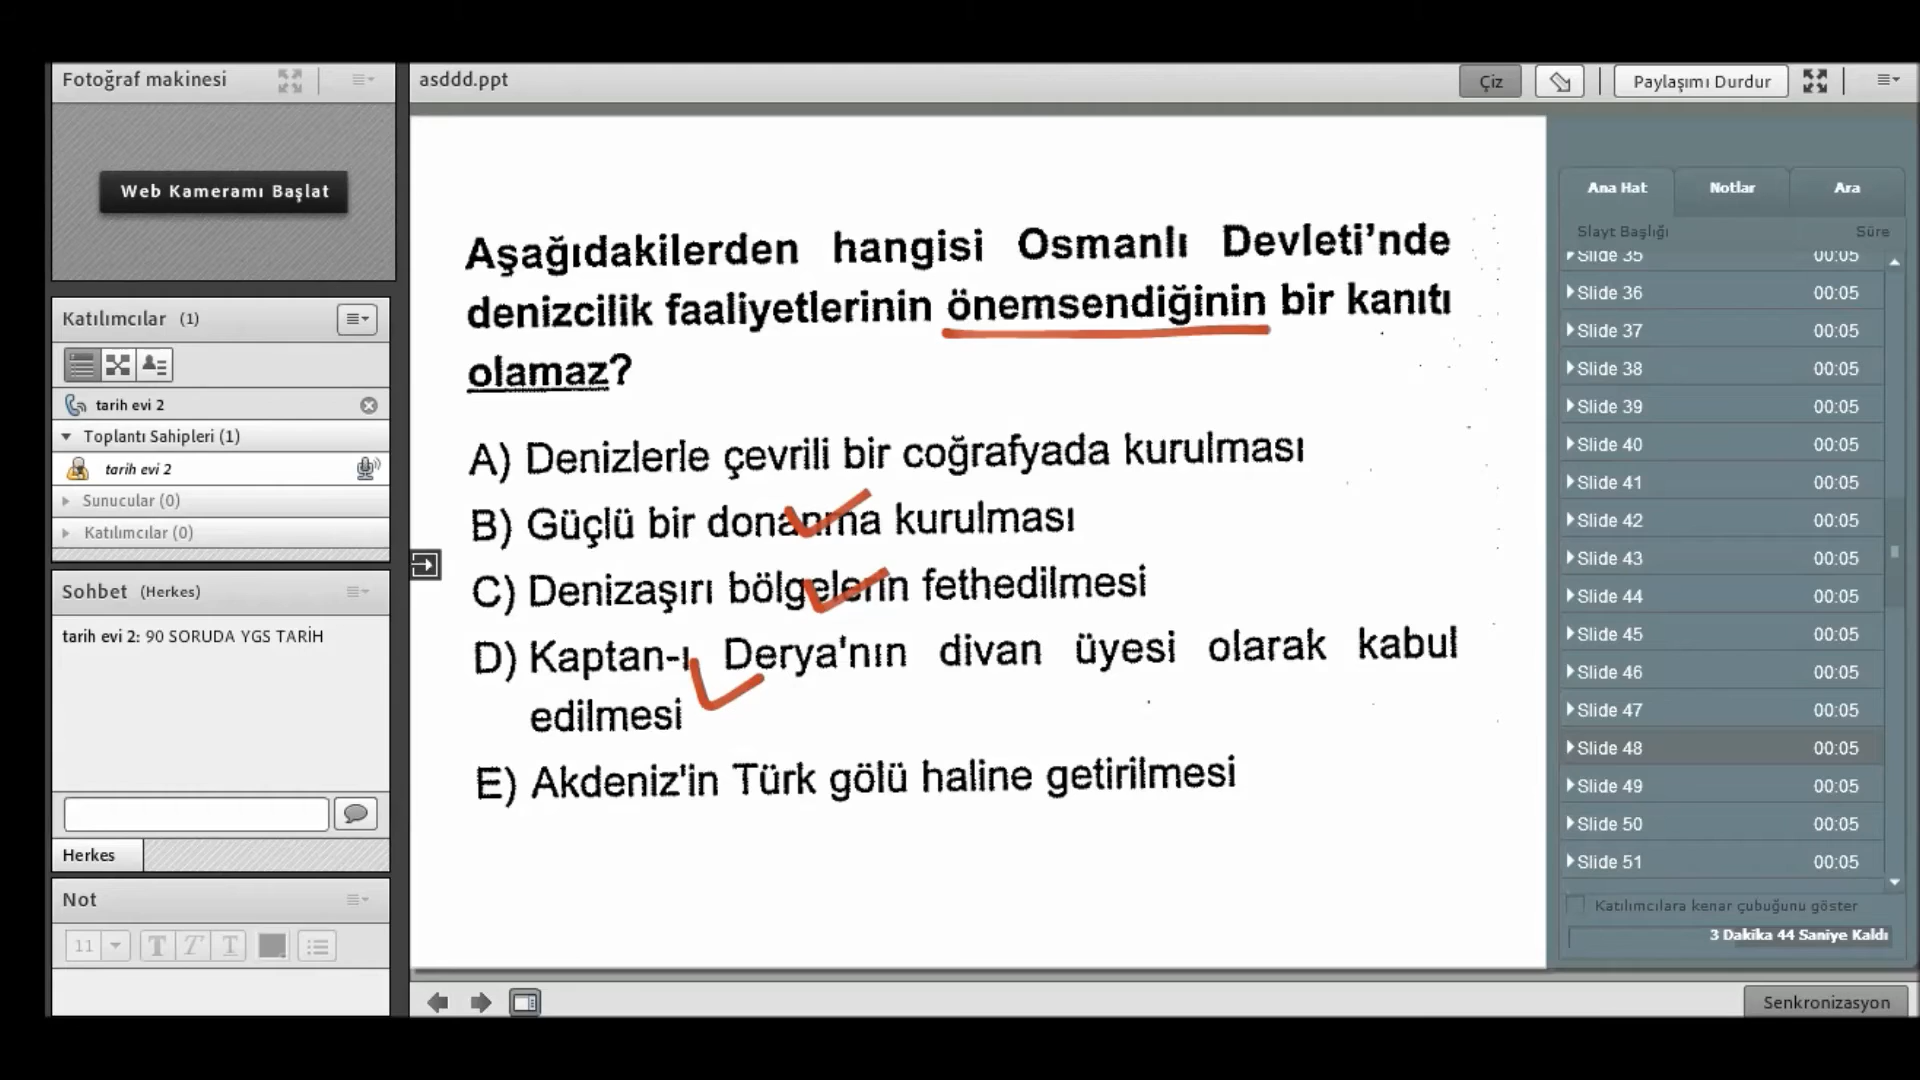 Fotoğraf makinesi
Web Kameramı Başlat
Katılımcılar (1)
tarih evi 2
Toplantı Sahipleri (1)
tarih evi 2
Sunucular (0)
Katılımcılar (0)
Sohbet (Herkes)
tarih evi 2: 90 SORUDA YGS TARİH
Herkes
Not
11
asddd.ppt
Çiz
Paylaşımı Durdur
Aşağıdakilerden hangisi Osmanlı Devleti'nde
denizcilik faaliyetlerinin önemsendiğinin bir kanıtı
olamaz?
A) Denizlerle çevrili bir coğrafyada kurulması
B) Güçlü bir donanma kurulması
C) Denizaşırı bölgelerin fethedilmesi
D) Kaptan-ı Derya'nın divan üyesi olarak kabul
edilmesi
E) Akdeniz'in Türk gölü haline getirilmesi
Ana Hat Notlar Ara
Slayt Başlığı Süre
Slide 35 00:05
Slide 36 00:05
Slide 37 00:05
Slide 38 00:05
Slide 39 00:05
Slide 40 00:05
Slide 41 00:05
Slide 42 00:05
Slide 43 00:05
Slide 44 00:05
Slide 45 00:05
Slide 46 00:05
Slide 47 00:05
Slide 48 00:05
Slide 49 00:05
Slide 50 00:05
Slide 51 00:05
Katılımcılara kenar çubuğunu göster
3 Dakika 44 Saniye Kaldı
Senkronizasyon